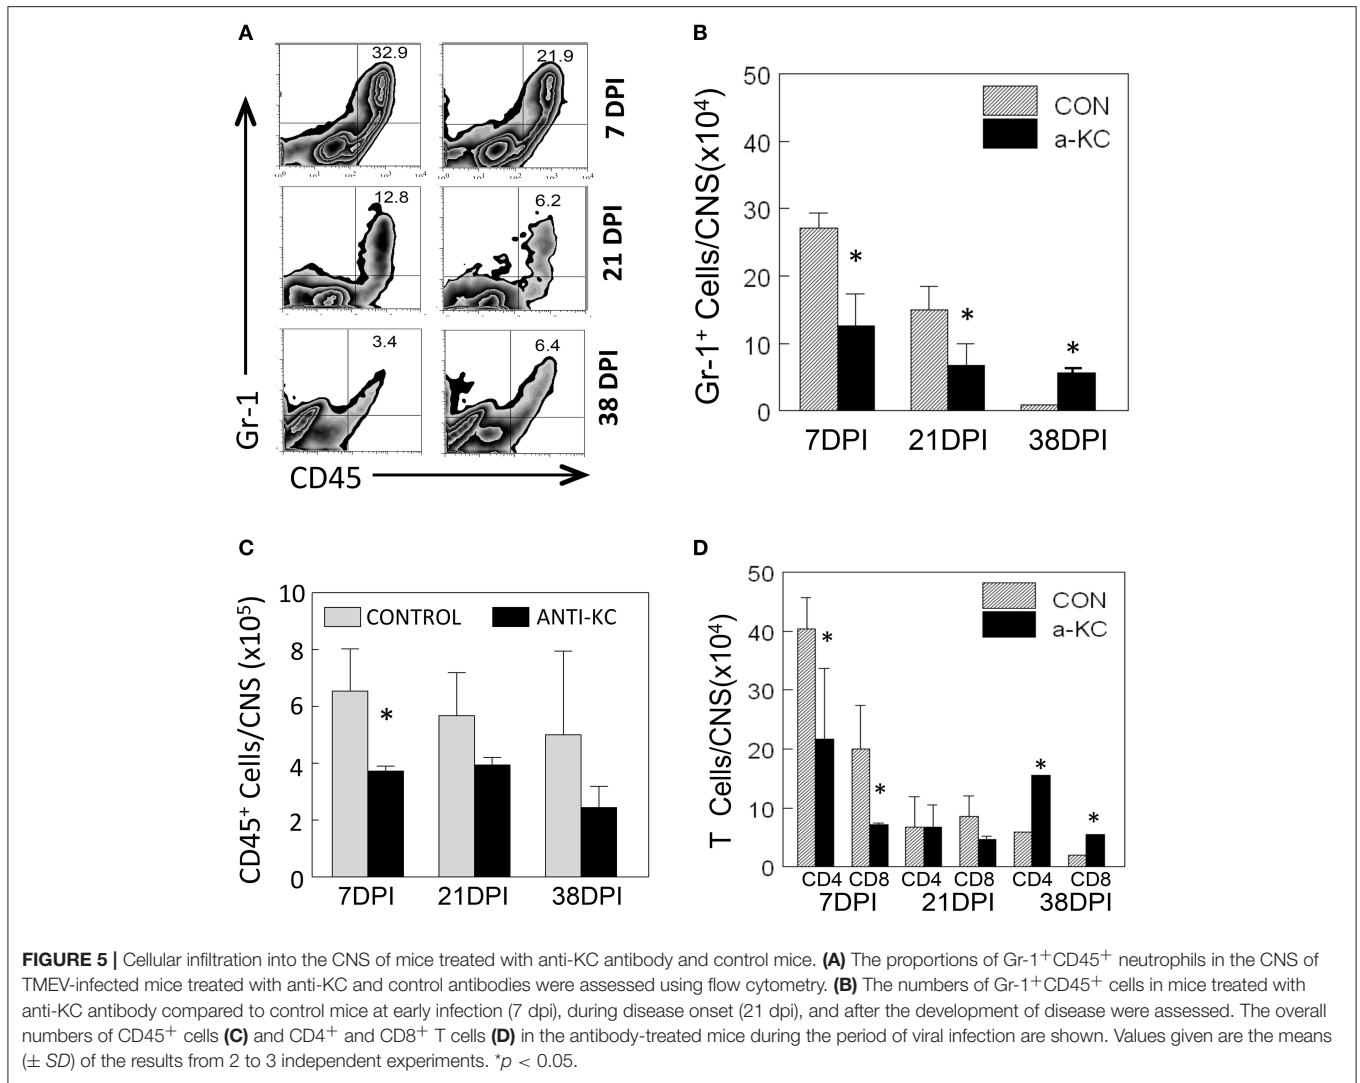 A
32.9
21.9
7 DPI
12.8
6.2
21 DPI
3.4
6.4
38 DPI
Gr-1
CD45
B
50
40
30
20
10
0
Gr-1+ Cells/CNS(x10⁴)
CON
a-KC
*
*
*
7DPI 21DPI 38DPI
C
10
8
6
4
2
0
CD45+ Cells/CNS (x10⁵)
CONTROL ANTI-KC
*
7DPI 21DPI 38DPI
D
50
40
30
20
10
0
T Cells/CNS(x10⁴)
CON
a-KC
*
*
*
*
CD4 CD8 CD4 CD8 CD4 CD8
7DPI 21DPI 38DPI
FIGURE 5 | Cellular infiltration into the CNS of mice treated with anti-KC antibody and control mice. (A) The proportions of Gr-1+CD45+ neutrophils in the CNS of
TMEV-infected mice treated with anti-KC and control antibodies were assessed using flow cytometry. (B) The numbers of Gr-1+CD45+ cells in mice treated with
anti-KC antibody compared to control mice at early infection (7 dpi), during disease onset (21 dpi), and after the development of disease were assessed. The overall
numbers of CD45+ cells (C) and CD4+ and CD8+ T cells (D) in the antibody-treated mice during the period of viral infection are shown. Values given are the means
(± SD) of the results from 2 to 3 independent experiments. *p < 0.05.